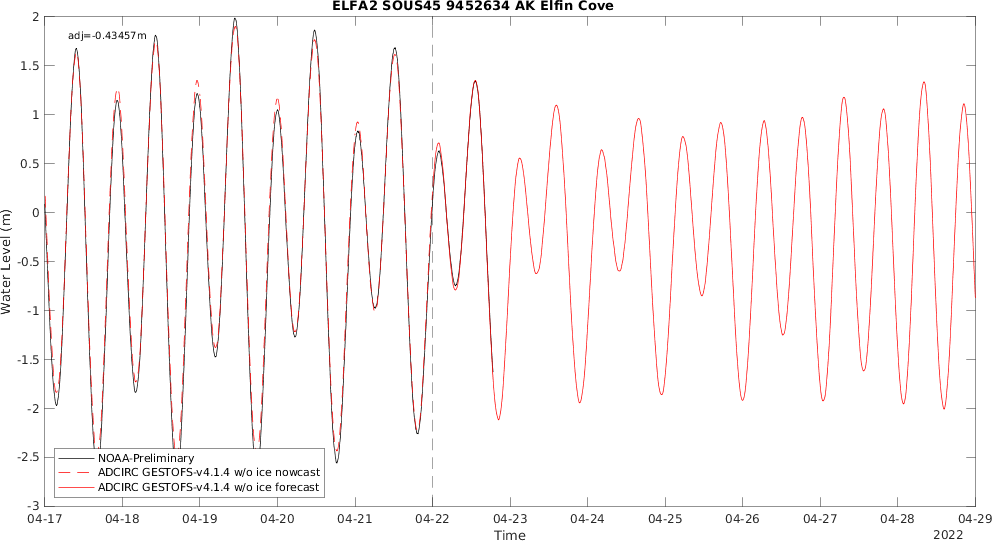 ELFA2 SOUS45 9452634 AK Elfin Cove
adj=-0.43457m
2
1.5
1
0.5
0
-0.5
-1
-1.5
-2
-2.5
-3
Water Level (m)
NOAA-Preliminary
ADCIRC GESTOFS-v4.1.4 w/o ice nowcast
ADCIRC GESTOFS-v4.1.4 w/o ice forecast
04-17 04-18 04-19 04-20 04-21 04-22 04-23 04-24 04-25 04-26 04-27 04-28 04-29
Time
2022